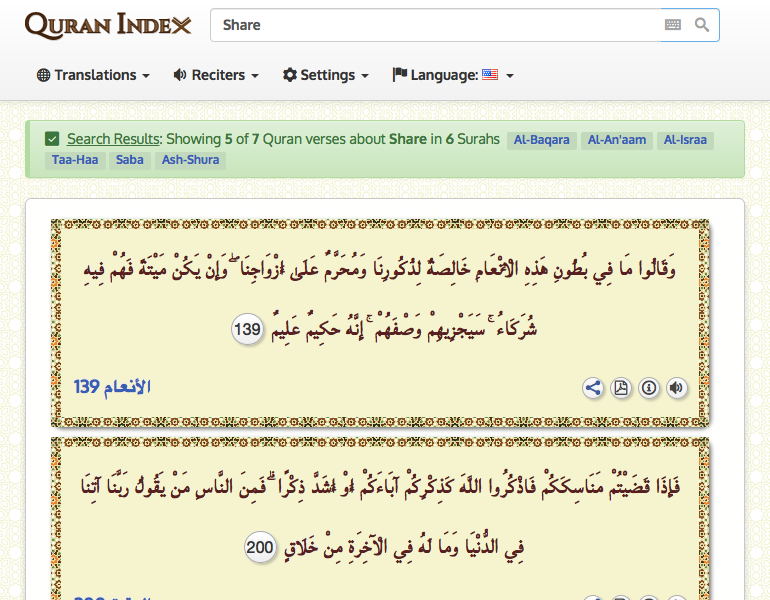 QURAN INDEX
Share
Translations
Reciters
Settings
Language:
Search Results: Showing 5 of 7 Quran verses about Share in 6 Surahs Al-Baqara Al-An'aam Al-Israa
Taa-Haa Saba Ash-Shura
وَقَالُوا مَا فِي بُطُونِ هَٰذِهِ الْأَنْعَامِ خَالِصَةٌ لِذُكُورِنَا وَمُحَرَّمٌ عَلَىٰ أَزْوَاجِنَا ۖ وَإِنْ يَكُنْ مَيْتَةً فَهُمْ فِيهِ
شُرَكَاءُ ۚ سَيَجْزِيهِمْ وَصْفَهُمْ ۚ إِنَّهُ حَكِيمٌ عَلِيمٌ 139
الأنعام 139
فَإِذَا قَضَيْتُمْ مَنَاسِكَكُمْ فَاذْكُرُوا اللَّهَ كَذِكْرِكُمْ آبَاءَكُمْ أَوْ أَشَدَّ ذِكْرًا ۗ فَمِنَ النَّاسِ مَنْ يَقُولُ رَبَّنَا آتِنَا
فِي الدُّنْيَا وَمَا لَهُ فِي الْآخِرَةِ مِنْ خَلَاقٍ 200